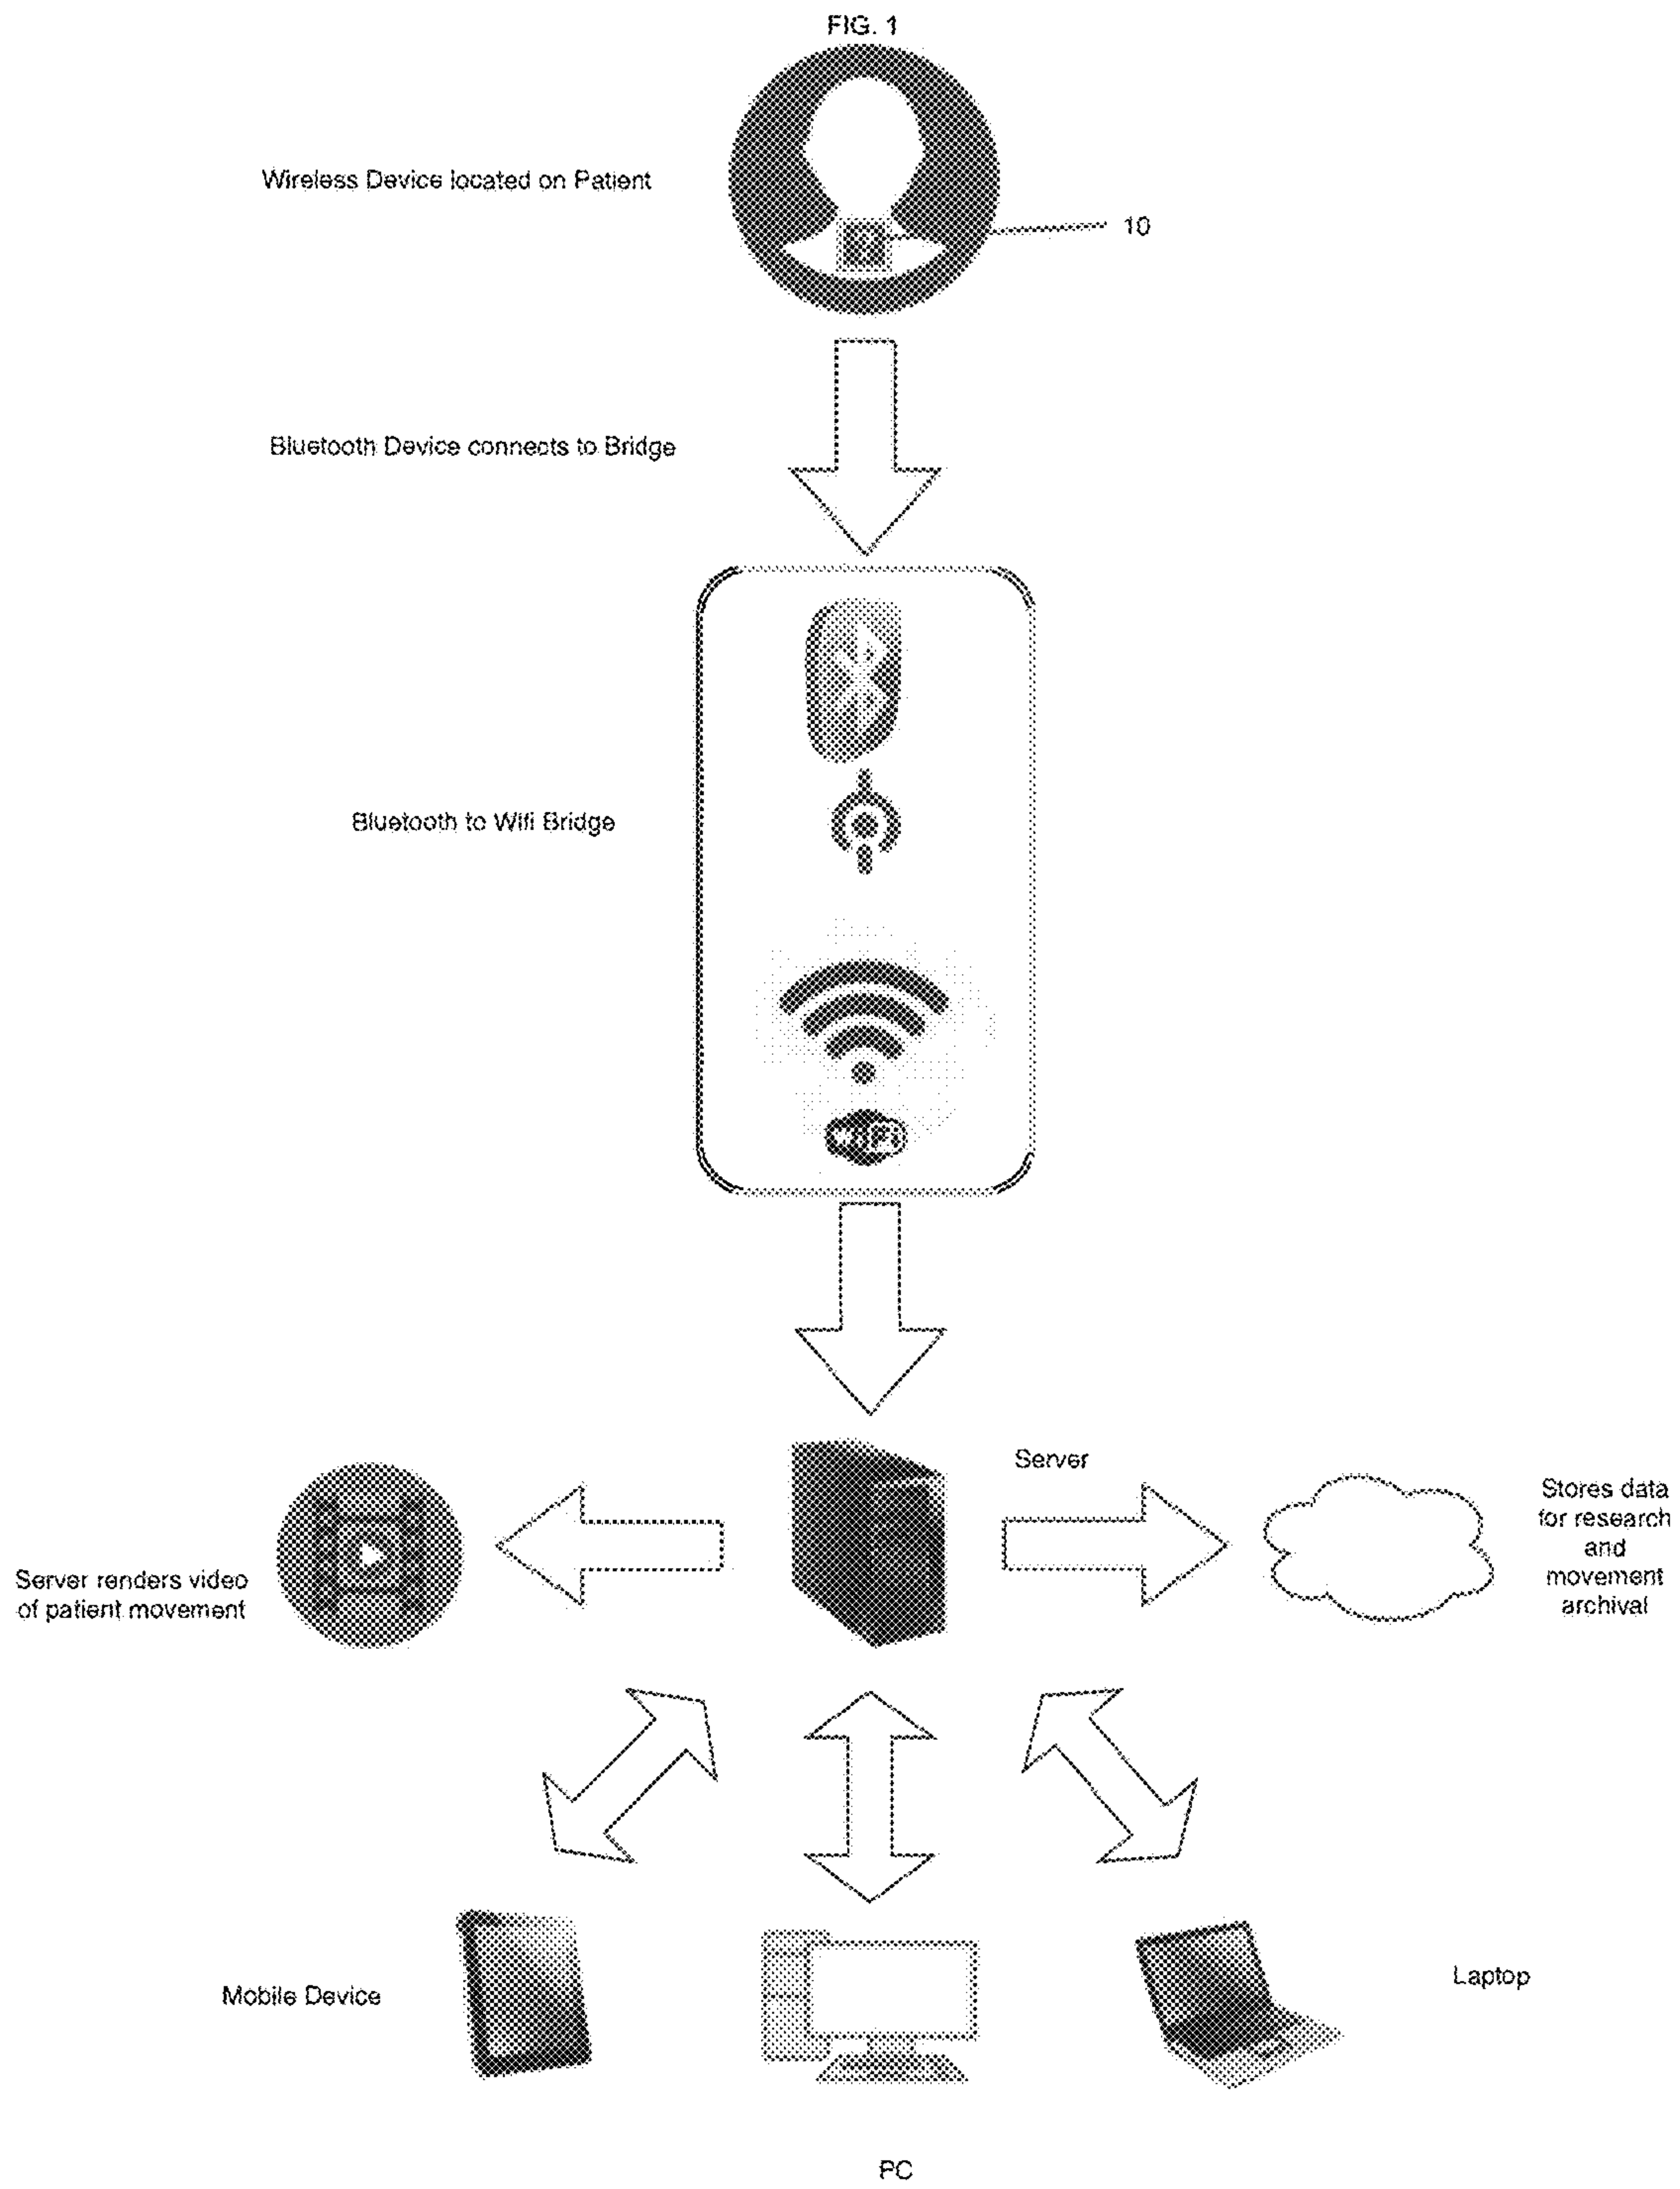 FIG. 1
Wireless Device located on Patient
10
Bluetooth Device connects to Bridge
Bluetooth to Wifi Bridge
WiFi
Server
Stores data
for research
and
movement
archival
Server renders video
of patient movement
Mobile Device
Laptop
PC